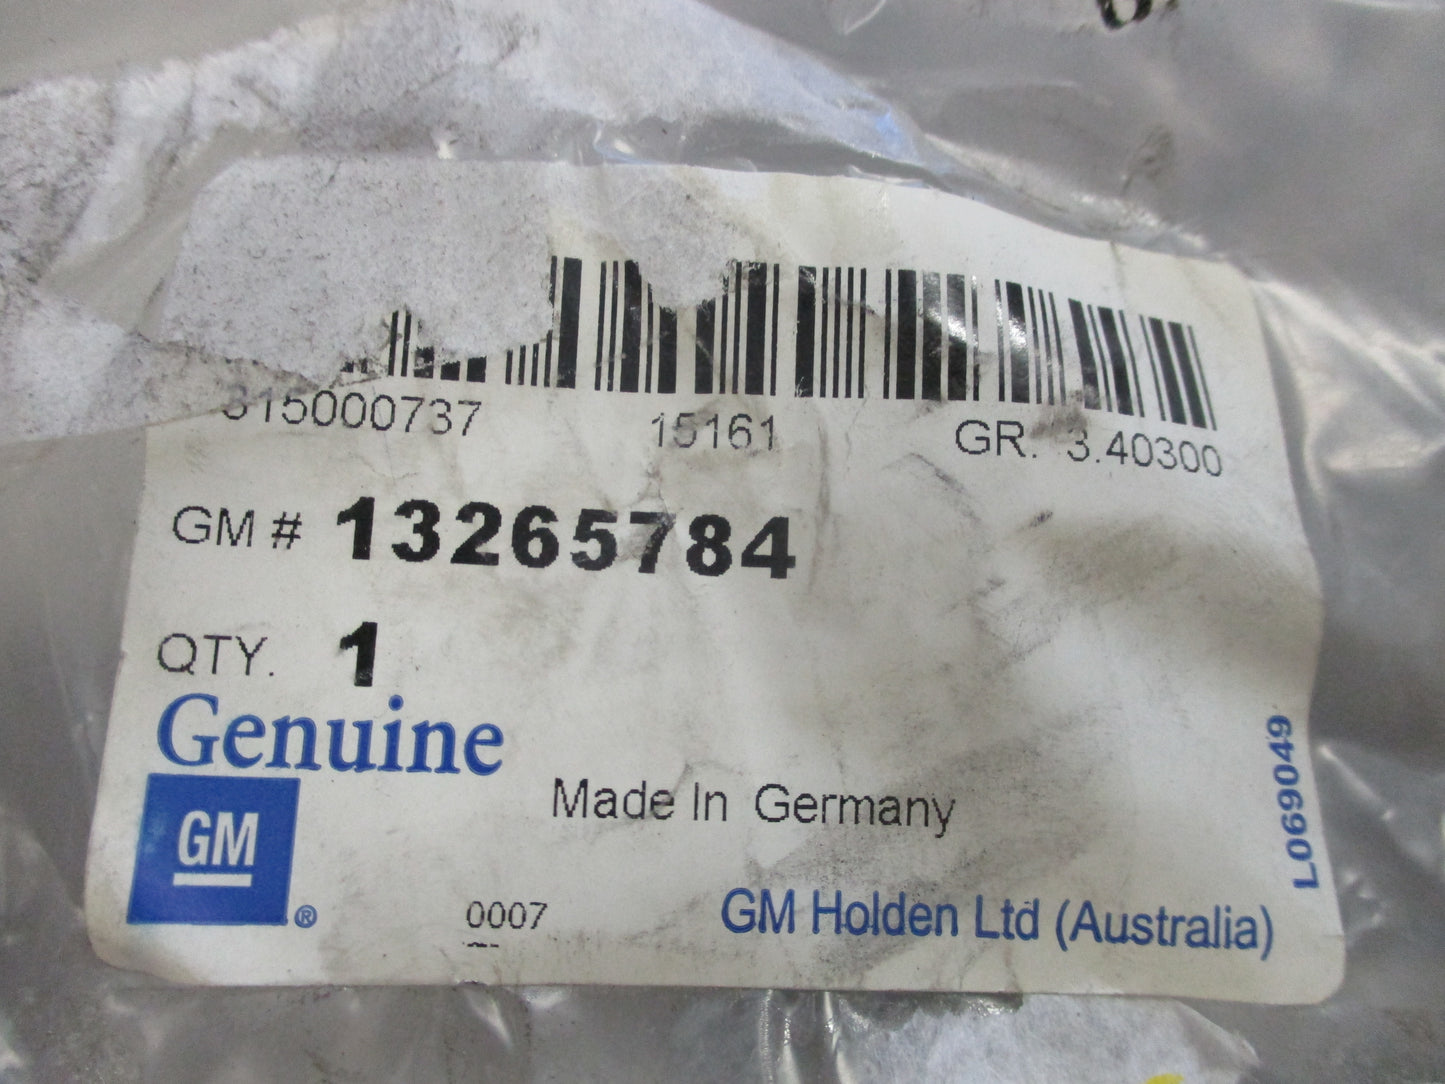 315000737 15161 GR. 3.40300
GM # 13265784
QTY. 1
Genuine
GM ®
Made In Germany
0007
GM Holden Ltd (Australia)
L069049